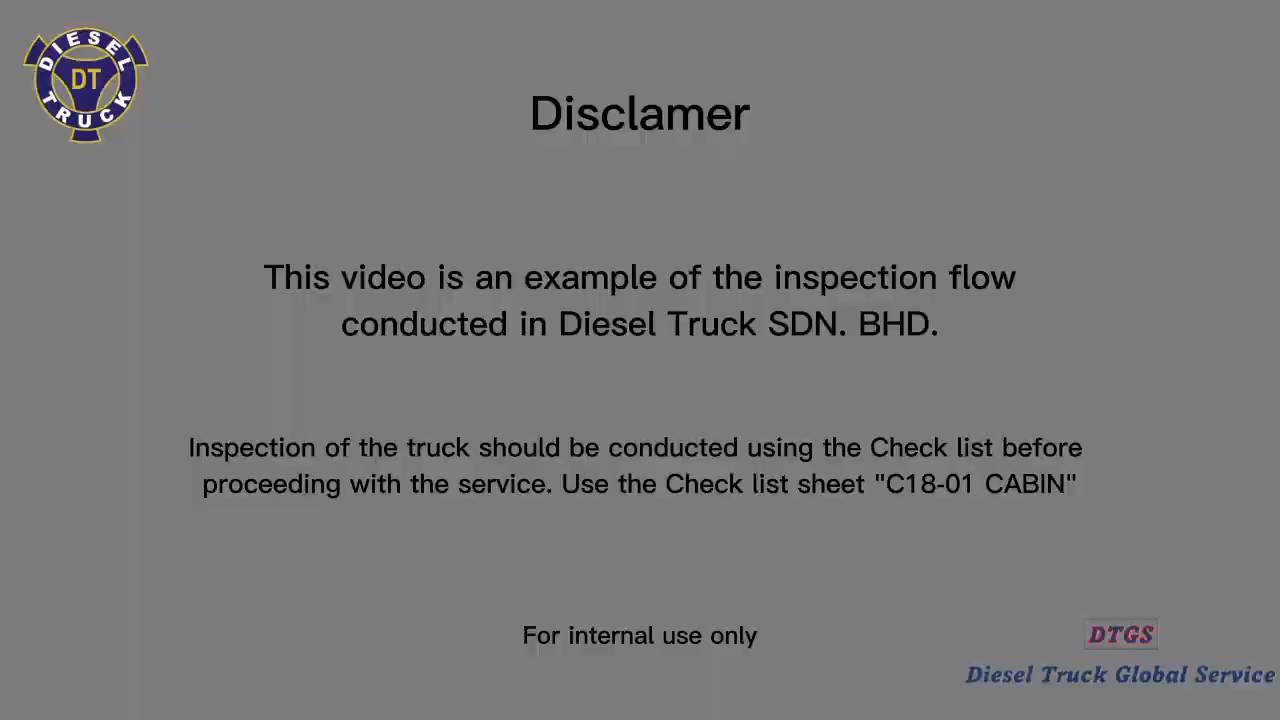 DIESEL
DT
TRUCK
Disclamer
This video is an example of the inspection flow
conducted in Diesel Truck SDN. BHD.
Inspection of the truck should be conducted using the Check list before
proceeding with the service. Use the Check list sheet "C18-01 CABIN"
For internal use only
DTGS
Diesel Truck Global Service